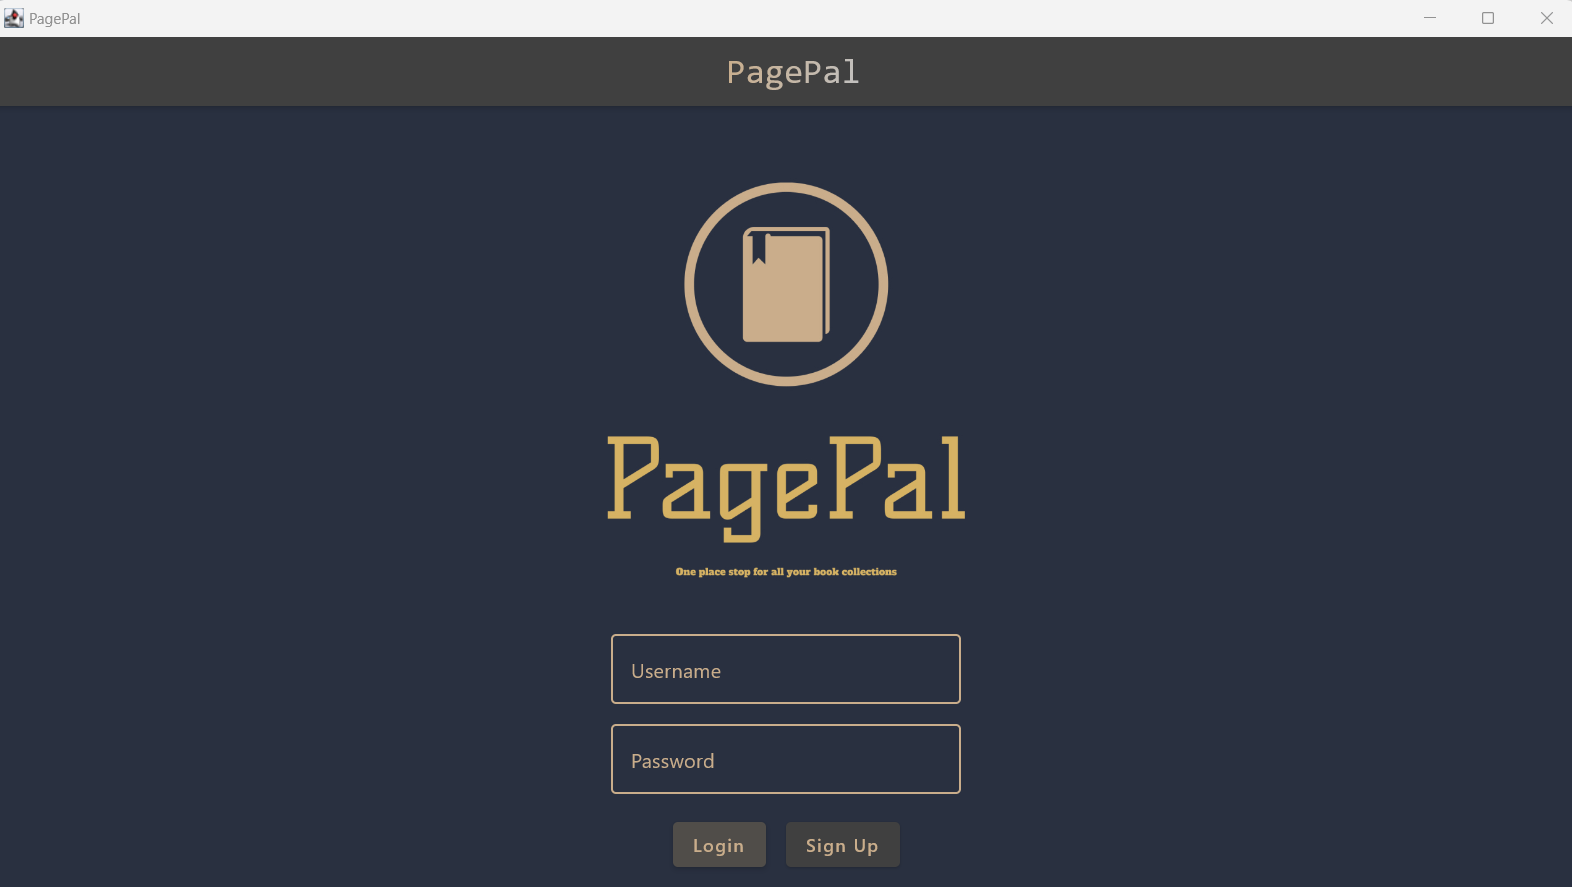 PagePal
PagePal
PagePal
One place stop for all your book collections
Username
Password
Login
Sign Up